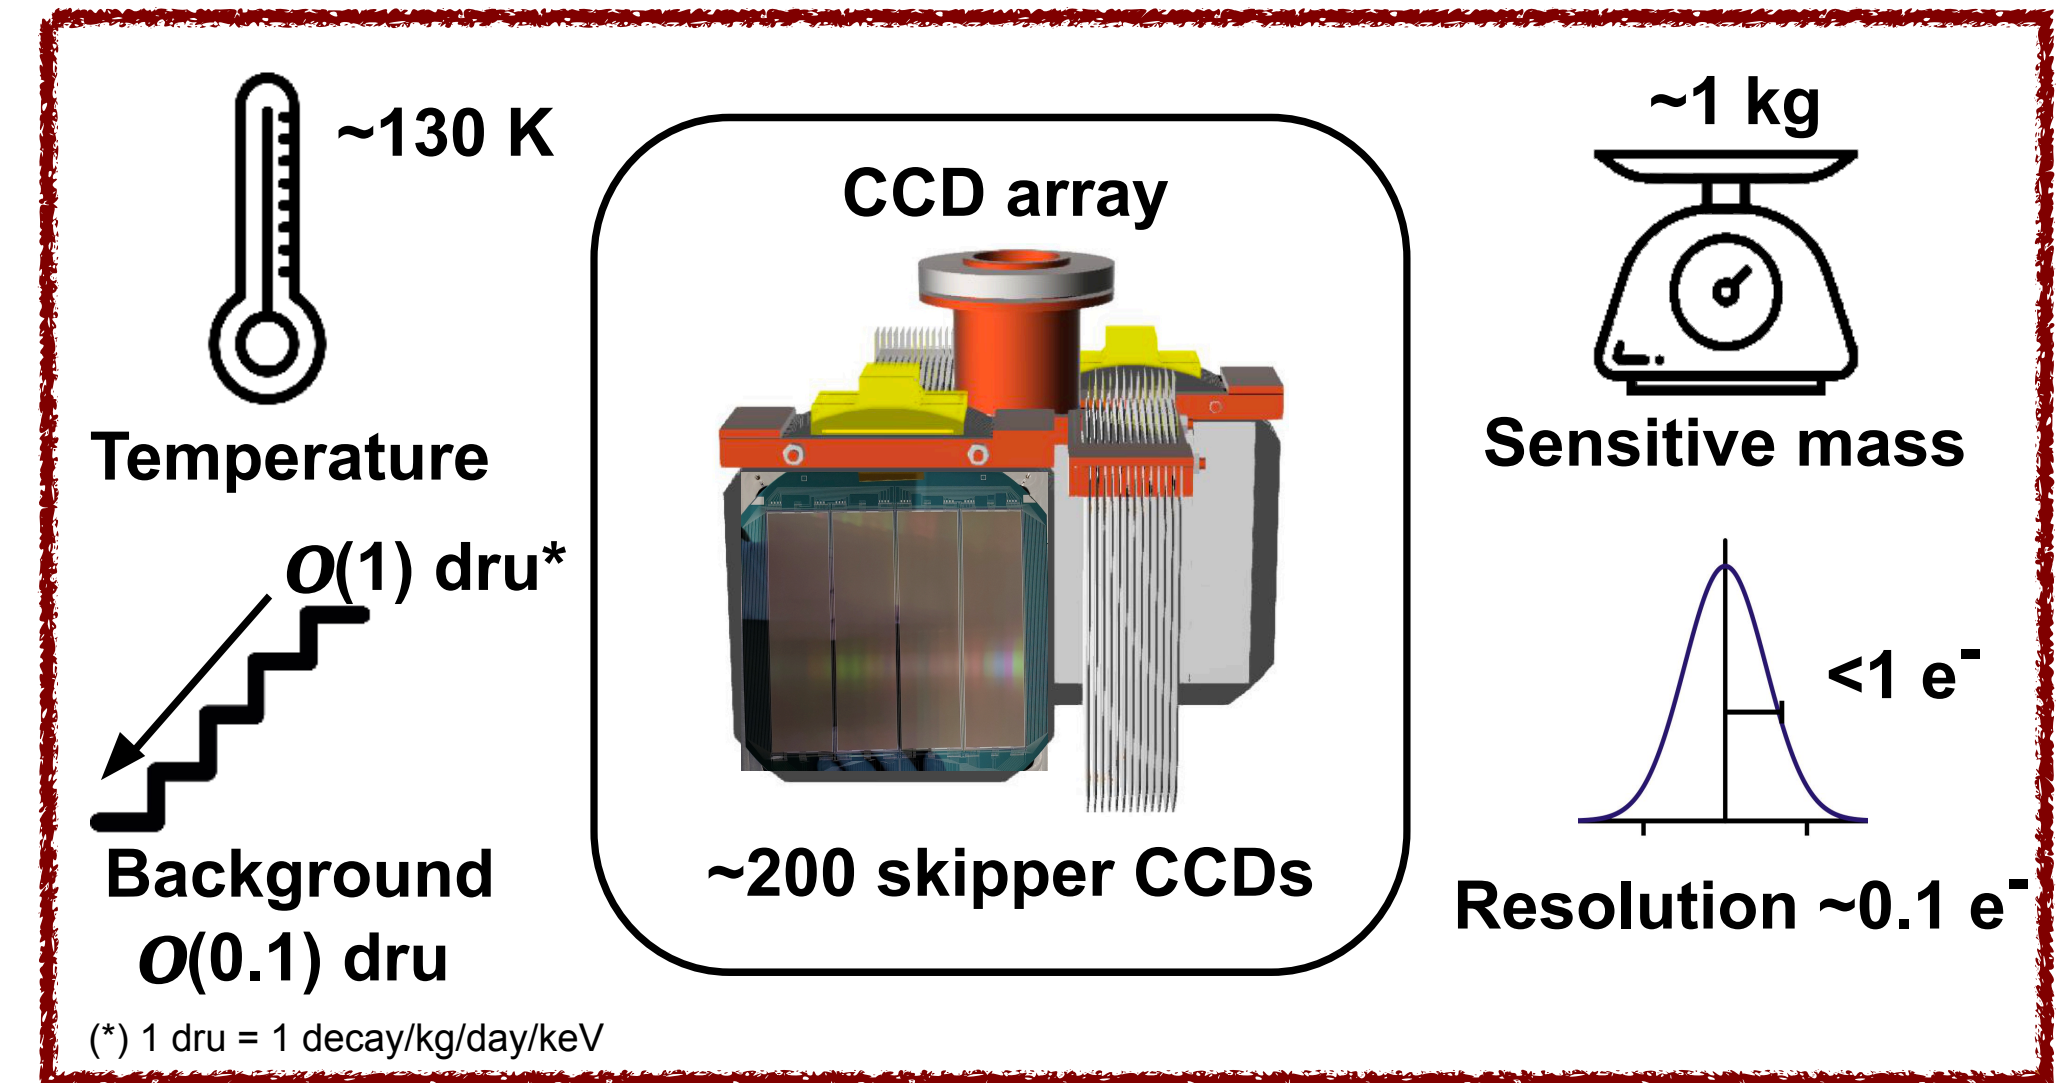 ~130 K
Temperature
O(1) dru*
Background
O(0.1) dru
(*) 1 dru = 1 decay/kg/day/keV
CCD array
~200 skipper CCDs
~1 kg
Sensitive mass
<1 e⁻
Resolution ~0.1 e⁻